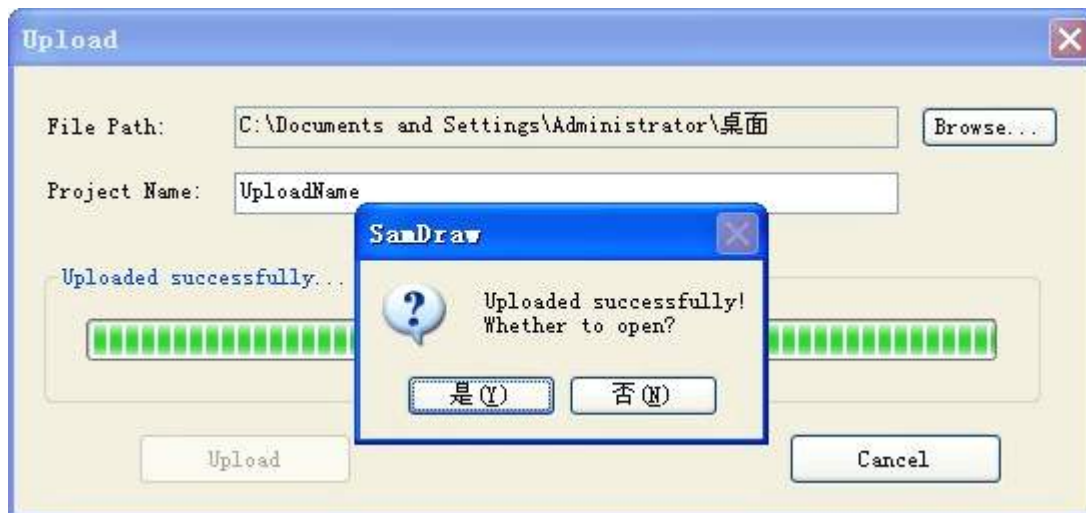 Upload
File Path:
C:\Documents and Settings\Administrator\桌面
Browse...
Project Name:
UploadName
SamDraw
Uploaded successfully...
Uploaded successfully!
Whether to open?
是(Y)
否(N)
Upload
Cancel